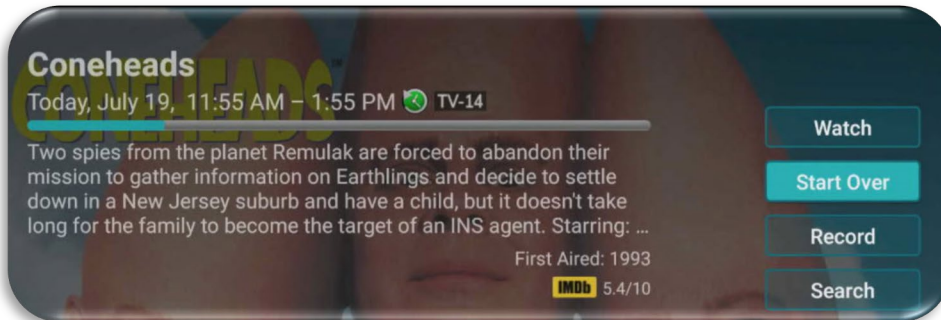 Coneheads
CONEHEADS™
Today, July 19, 11:55 AM – 1:55 PM TV-14
Two spies from the planet Remulak are forced to abandon their
mission to gather information on Earthlings and decide to settle
down in a New Jersey suburb and have a child, but it doesn't take
long for the family to become the target of an INS agent. Starring: ...
First Aired: 1993
IMDb 5.4/10
Watch
Start Over
Record
Search